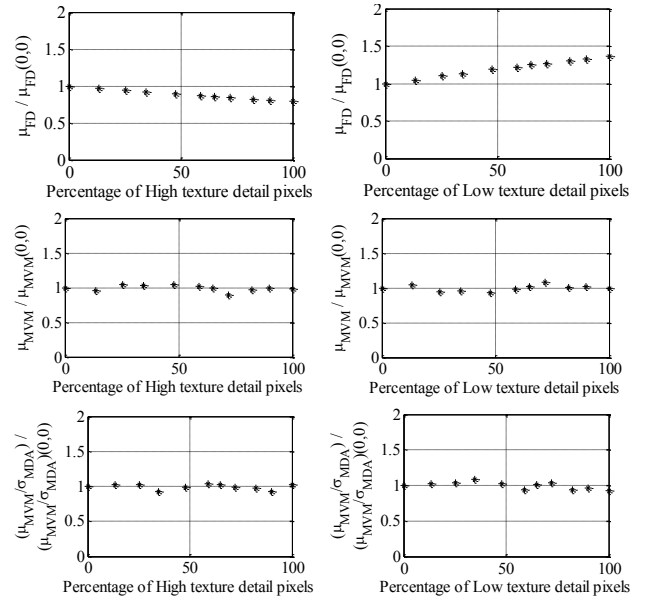 2
1.5
1
0.5
0
0 50 100
μFD / μFD(0,0)
Percentage of High texture detail pixels
2
1.5
1
0.5
0
0 50 100
μFD / μFD(0,0)
Percentage of Low texture detail pixels
2
1.5
1
0.5
0
0 50 100
μMVM / μMVM(0,0)
Percentage of High texture detail pixels
2
1.5
1
0.5
0
0 50 100
μMVM / μMVM(0,0)
Percentage of Low texture detail pixels
2
1.5
1
0.5
0
0 50 100
(μMVM/σMDA) /
(μMVM/σMDA)(0,0)
Percentage of High texture detail pixels
2
1.5
1
0.5
0
0 50 100
(μMVM/σMDA) /
(μMVM/σMDA)(0,0)
Percentage of Low texture detail pixels